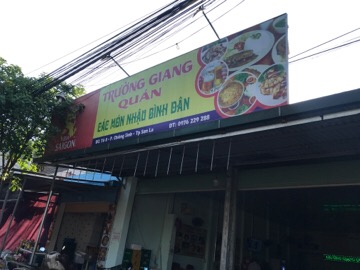 TRƯỜNG GIANG
QUÁN
CÁC MÓN NHẬU BÌNH DÂN
ĐT: 0976 229 288
SAIGON